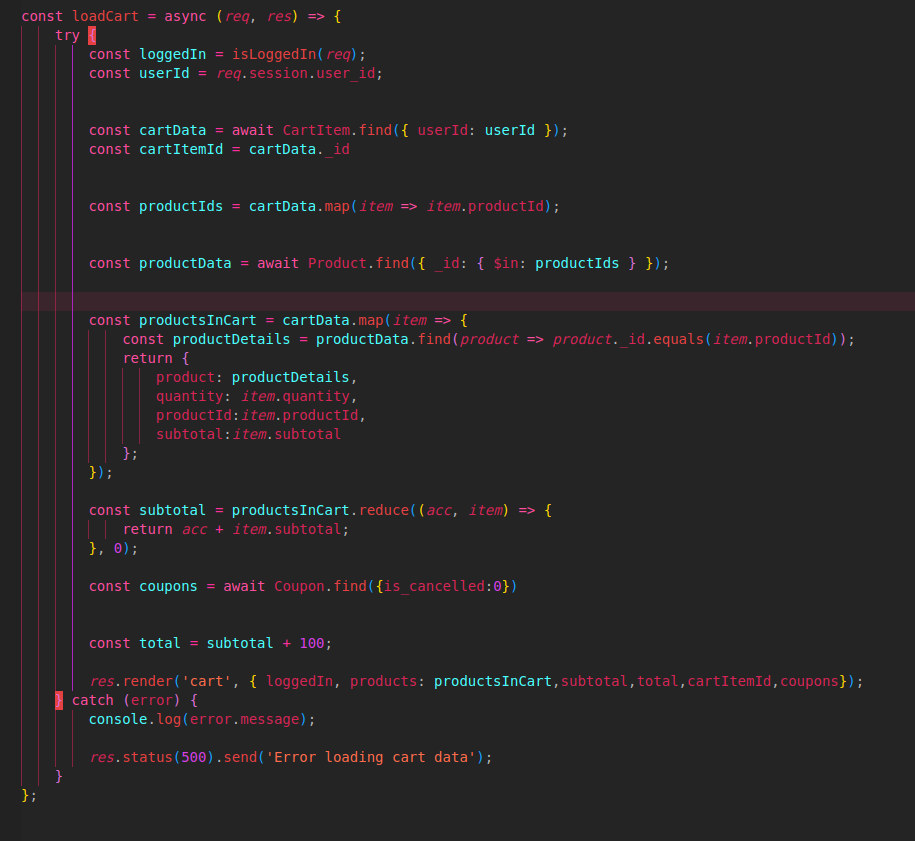 const loadCart = async (req, res) => {
try {
const loggedIn = isLoggedIn(req);
const userId = req.session.user_id;
const cartData = await CartItem.find({ userId: userId });
const cartItemId = cartData._id
const productIds = cartData.map(item => item.productId);
const productData = await Product.find({ _id: { $in: productIds } });
const productsInCart = cartData.map(item => {
const productDetails = productData.find(product => product._id.equals(item.productId));
return {
product: productDetails,
quantity: item.quantity,
productId:item.productId,
subtotal:item.subtotal
};
});
const subtotal = productsInCart.reduce((acc, item) => {
return acc + item.subtotal;
}, 0);
const coupons = await Coupon.find({is_cancelled:0})
const total = subtotal + 100;
res.render('cart', { loggedIn, products: productsInCart,subtotal,total,cartItemId,coupons});
} catch (error) {
console.log(error.message);
res.status(500).send('Error loading cart data');
}
};